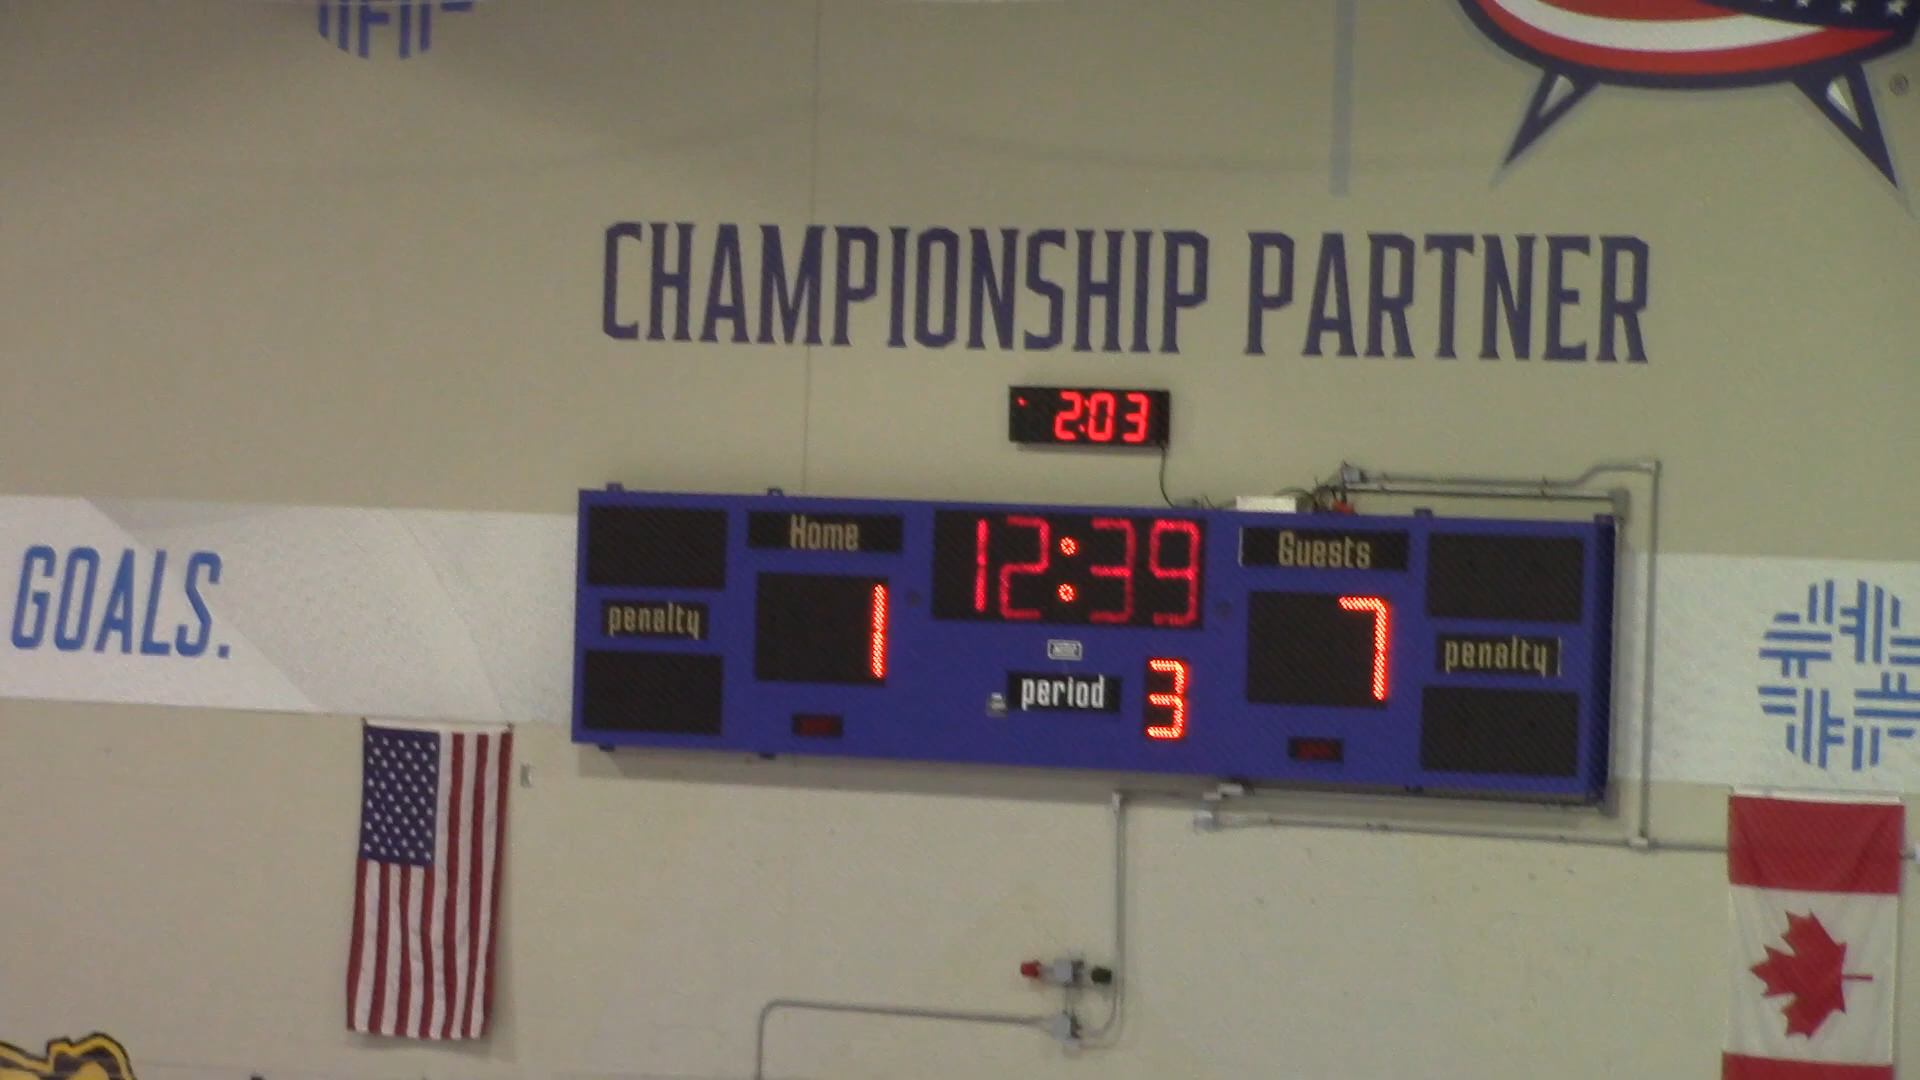 CHAMPIONSHIP PARTNER
2:03
GOALS.
Home
12:39
Guests
penalty
1
7
penalty
period
3
®